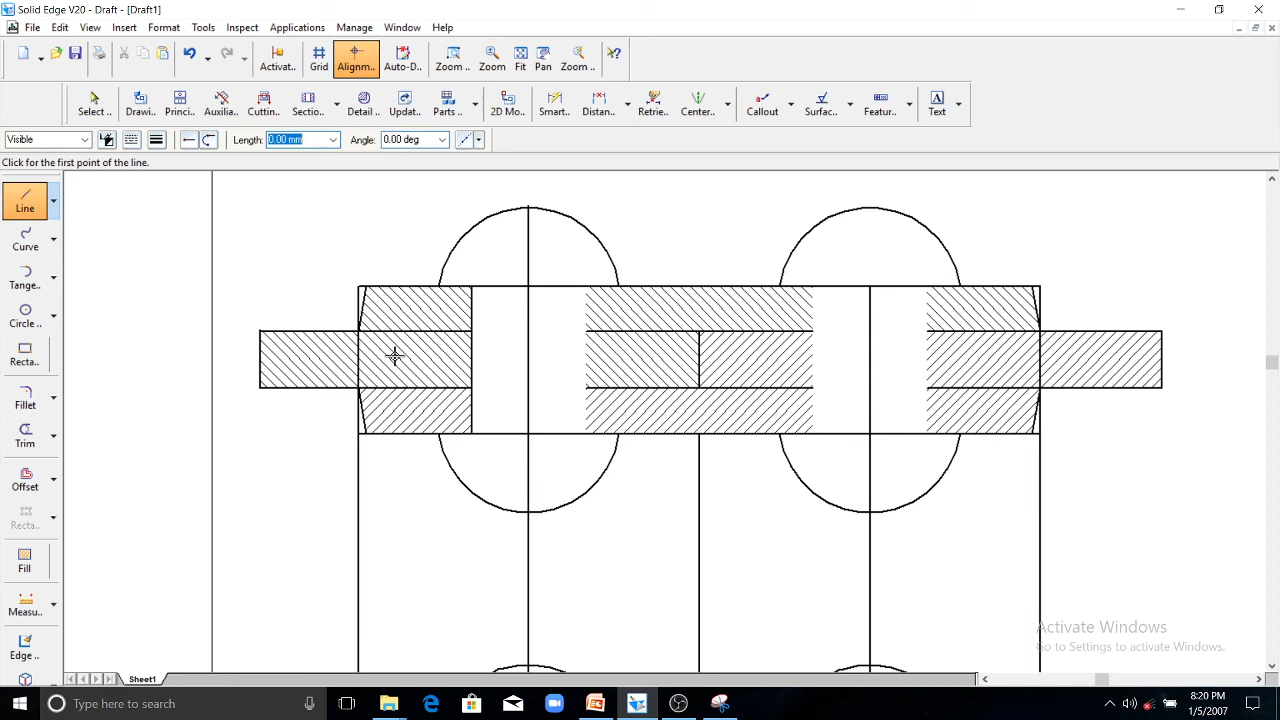 Solid Edge V20 - Draft - [Draft1]
File Edit View Insert Format Tools Inspect Applications Manage Window Help
Activat.. Grid Alignm.. Auto-D.. Zoom .. Zoom Fit Pan Zoom ..
Select .. Drawi.. Princi.. Auxilia.. Cuttin.. Sectio.. Detail .. Updat.. Parts .. 2D Mo.. Smart.. Distan.. Retrie.. Center.. Callout Surfac.. Featur.. Text
Visible Length: 0.00 mm Angle: 0.00 deg
Click for the first point of the line.
Line
Curve
Tange..
Circle ..
Recta..
Fillet
Trim
Offset
Recta..
Fill
Measu..
Edge ..
Activate Windows
Go to Settings to activate Windows.
Sheet1
Type here to search
8:20 PM
1/5/2007